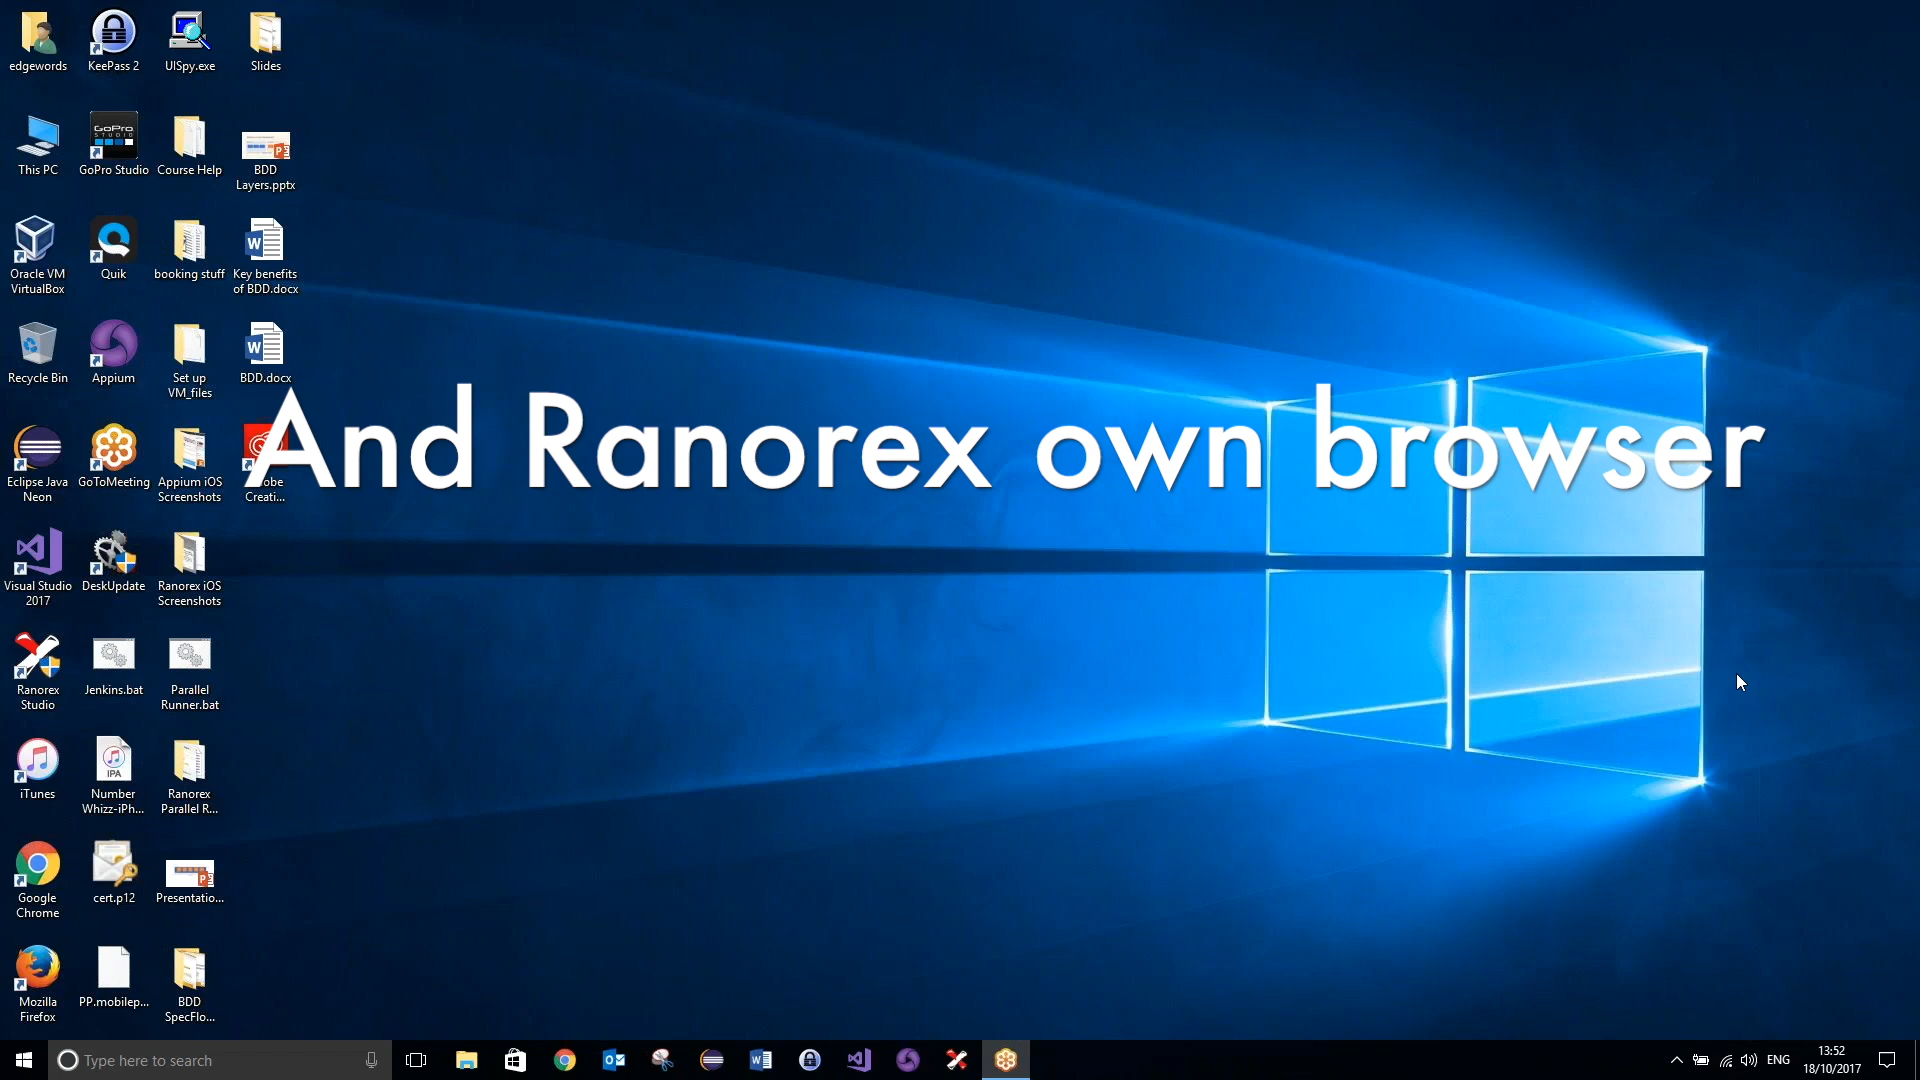 edgewords
KeePass 2
UISpy.exe
Slides
This PC
GoPro
STUDIO
GoPro Studio
Course Help
BDD
Layers.pptx
Oracle VM
VirtualBox
Quik
booking stuff
Key benefits
of BDD.docx
Recycle Bin
Appium
Set up
VM_files
BDD.docx
And Ranorex own browser
Eclipse Java
Neon
GoToMeeting
Appium iOS
Screenshots
Creati...
Visual Studio
2017
DeskUpdate
Ranorex iOS
Screenshots
Ranorex
Studio
Jenkins.bat
Parallel
Runner.bat
iTunes
IPA
Number
Whizz-iPh...
Ranorex
Parallel R...
Google
Chrome
cert.p12
Presentatio...
Mozilla
Firefox
PP.mobilep...
BDD
SpecFlo...
Type here to search
ENG
13:52
18/10/2017